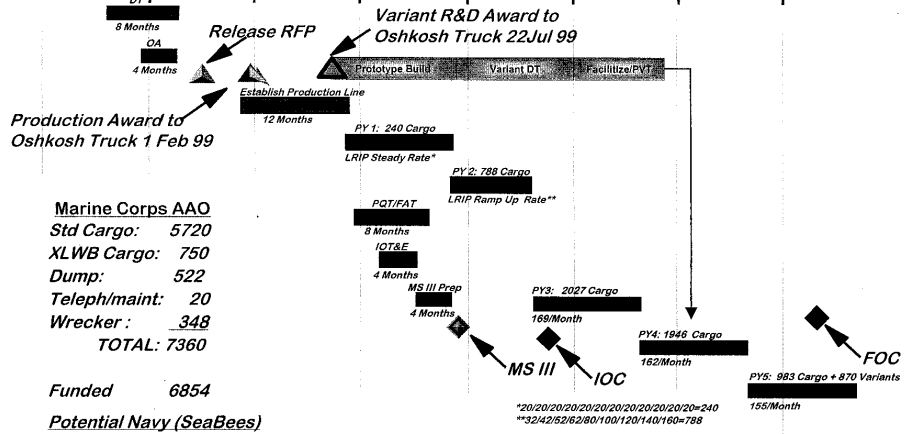 DT
8 Months
OA
4 Months
Release RFP
Variant R&D Award to
Oshkosh Truck 22Jul 99
Prototype Build
Variant DT
Facilitize/PVT
Establish Production Line
12 Months
Production Award to
Oshkosh Truck 1 Feb 99
PY 1: 240 Cargo
LRIP Steady Rate*
PY 2: 788 Cargo
LRIP Ramp Up Rate**
PQT/FAT
8 Months
IOT&E
4 Months
MS III Prep
4 Months
MS III
IOC
PY3: 2027 Cargo
169/Month
PY4: 1946 Cargo
162/Month
FOC
PY5: 983 Cargo + 870 Variants
155/Month
Marine Corps AAO
Std Cargo: 5720
XLWB Cargo: 750
Dump: 522
Teleph/maint: 20
Wrecker : 348
TOTAL: 7360
Funded 6854
Potential Navy (SeaBees)
*20/20/20/20/20/20/20/20/20/20/20/20=240
**32/42/52/62/80/100/120/140/160=788